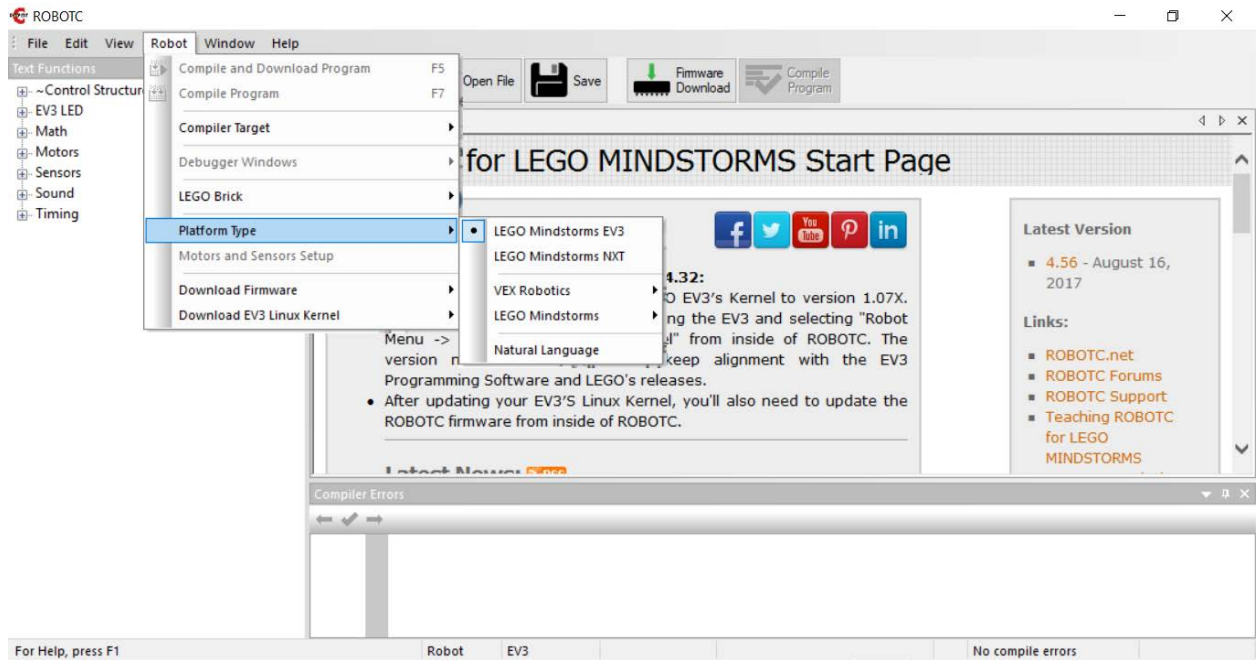 ROBOTC
File Edit View Robot Window Help
Text Functions
~Control Structur
EV3 LED
Math
Motors
Sensors
Sound
Timing
Compile and Download Program F5
Compile Program F7
Compiler Target
Debugger Windows
LEGO Brick
Platform Type
Motors and Sensors Setup
Download Firmware
Download EV3 Linux Kernel
LEGO Mindstorms EV3
LEGO Mindstorms NXT
VEX Robotics
LEGO Mindstorms
Natural Language
Open File Save Firmware Download Compile Program
for LEGO MINDSTORMS Start Page
f You Tube in
4.32:
EV3's Kernel to version 1.07X.
ng the EV3 and selecting "Robot
Menu -> from inside of ROBOTC. The
version keep alignment with the EV3
Programming Software and LEGO's releases.
After updating your EV3'S Linux Kernel, you'll also need to update the
ROBOTC firmware from inside of ROBOTC.
Latest News:
Latest Version
4.56 - August 16,
2017
Links:
ROBOTC.net
ROBOTC Forums
ROBOTC Support
Teaching ROBOTC
for LEGO
MINDSTORMS
Compiler Errors
For Help, press F1 Robot EV3 No compile errors